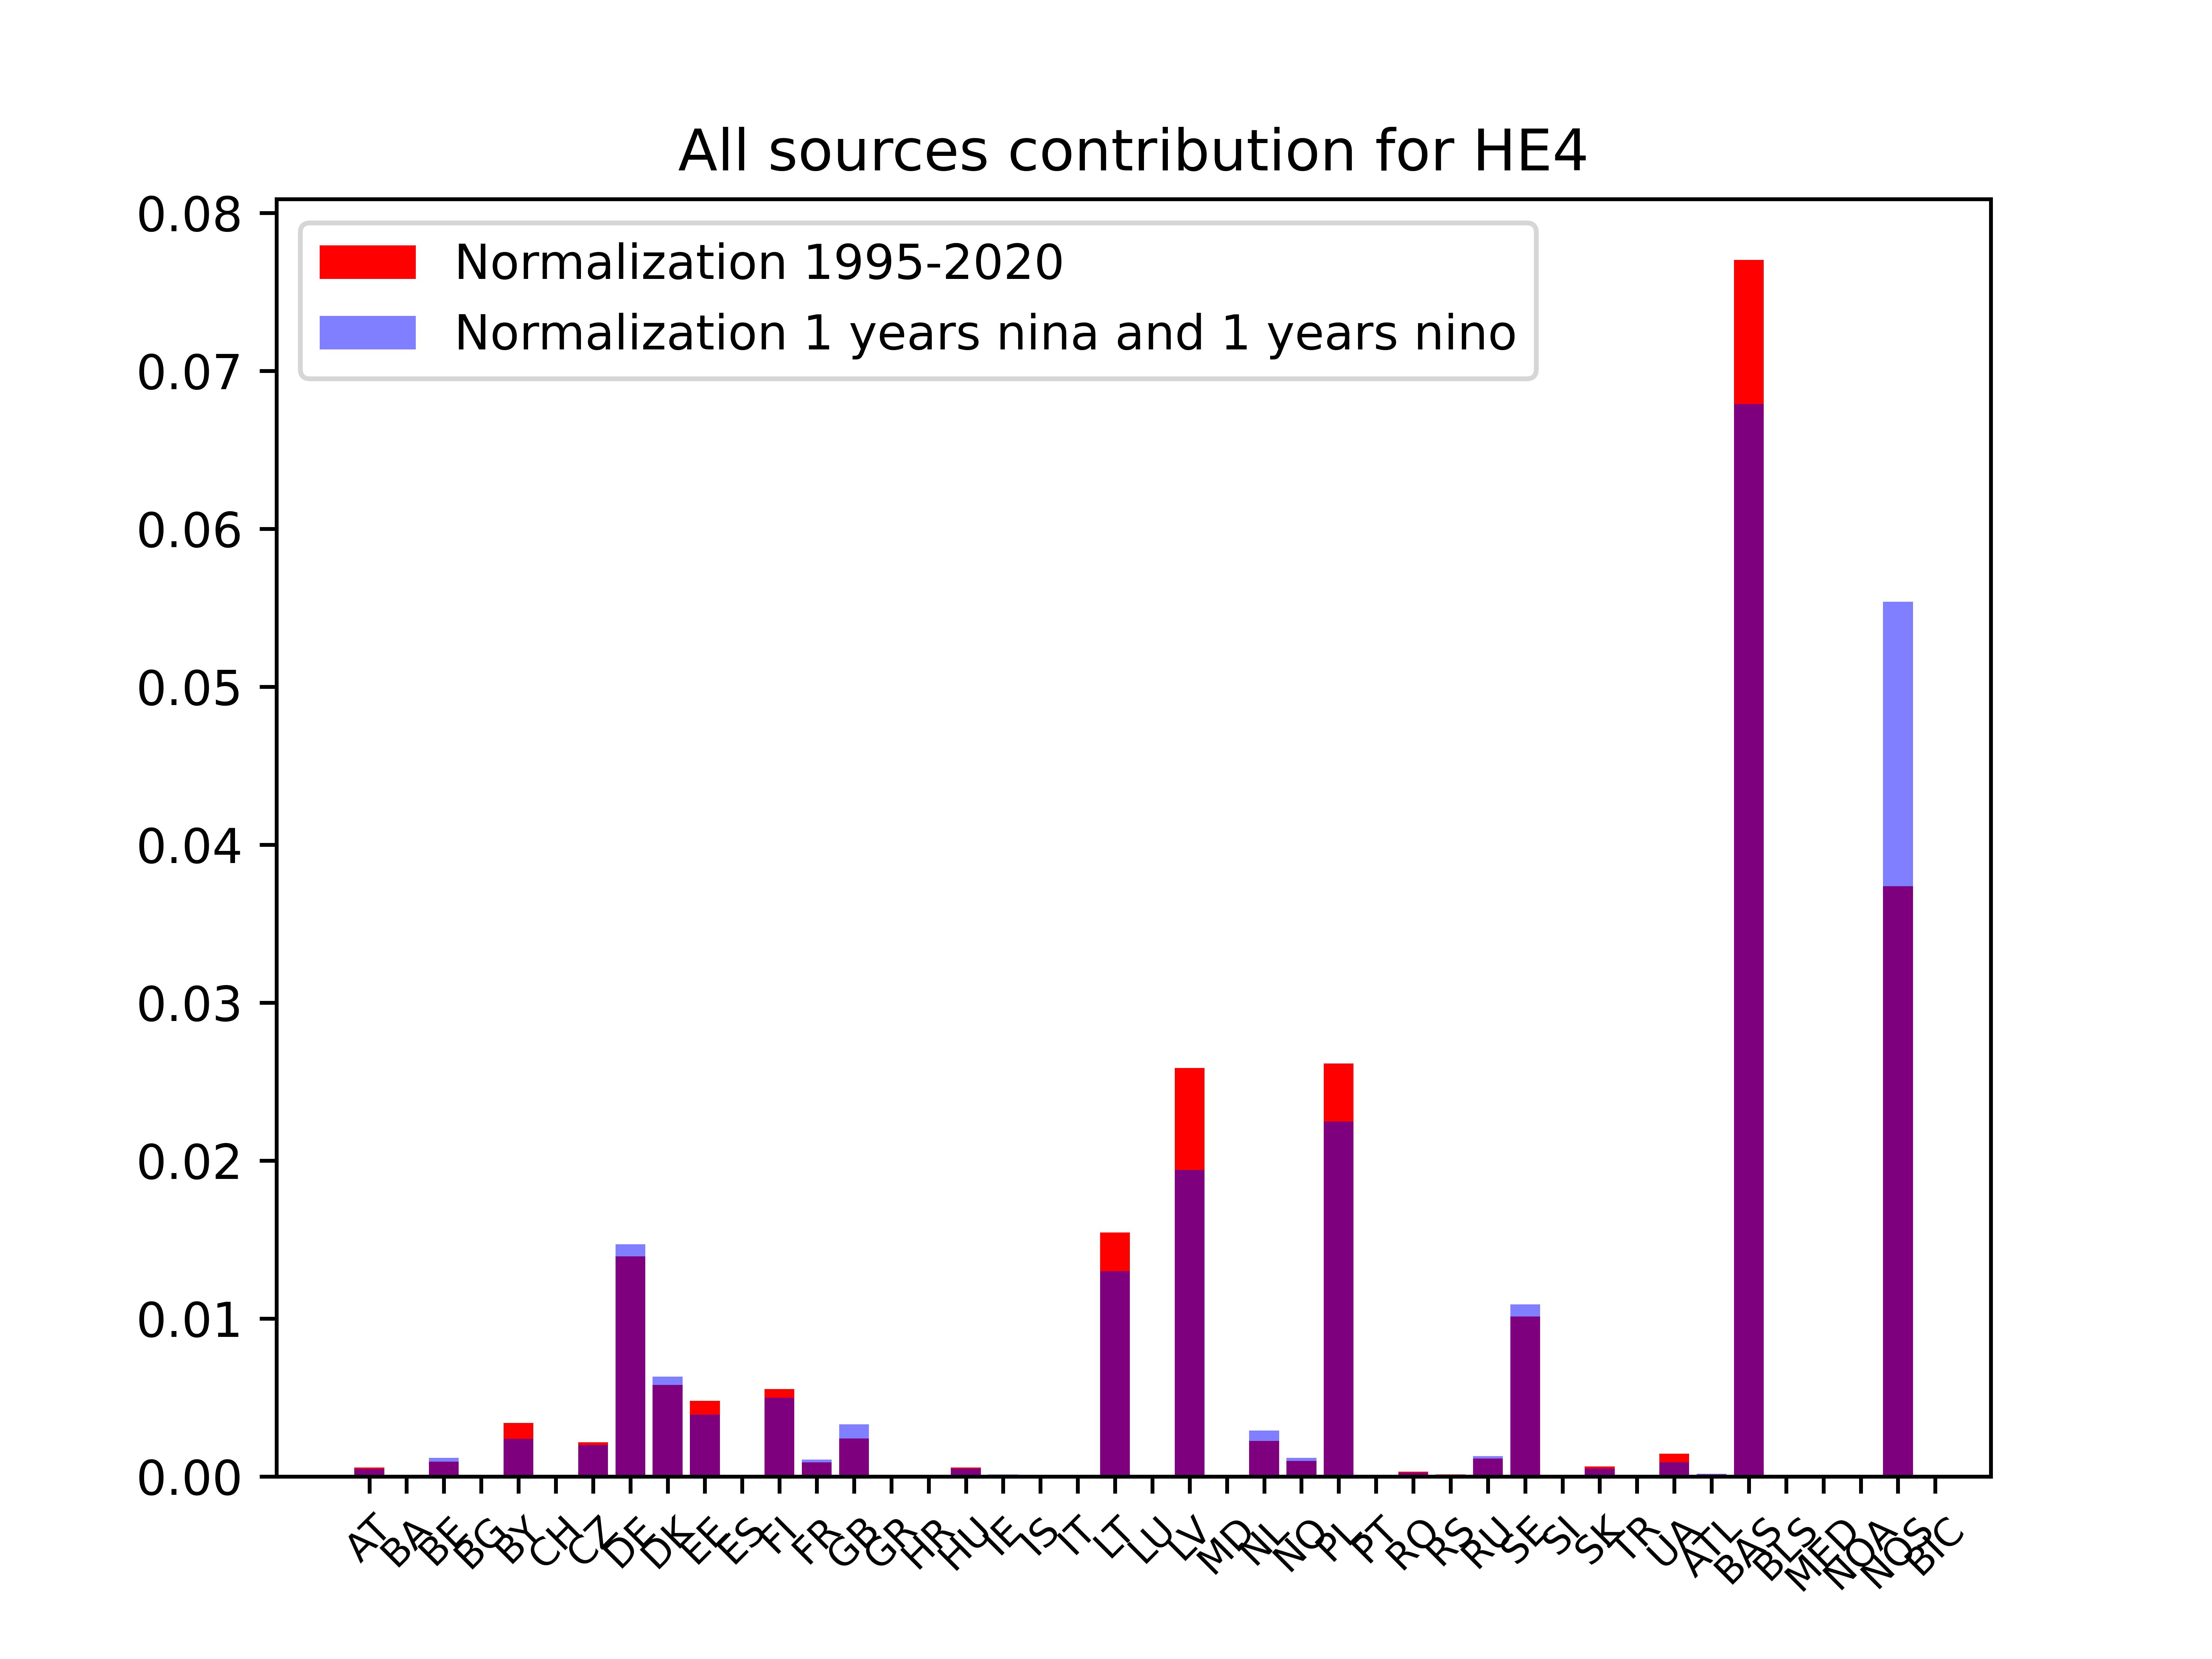 All sources contribution for HE4
Normalization 1995-2020
Normalization 1 years nina and 1 years nino
0.08
0.07
0.06
0.05
0.04
0.03
0.02
0.01
0.00
AT BA BE BG BY CH CZ DE DK EE ES FI FR GB GR HR HU IE IS IT LT LU LV MD NL NO PL PT RO RS RU SE SI SK TR UA ATL BAS BLS MED NOA NOS BIC